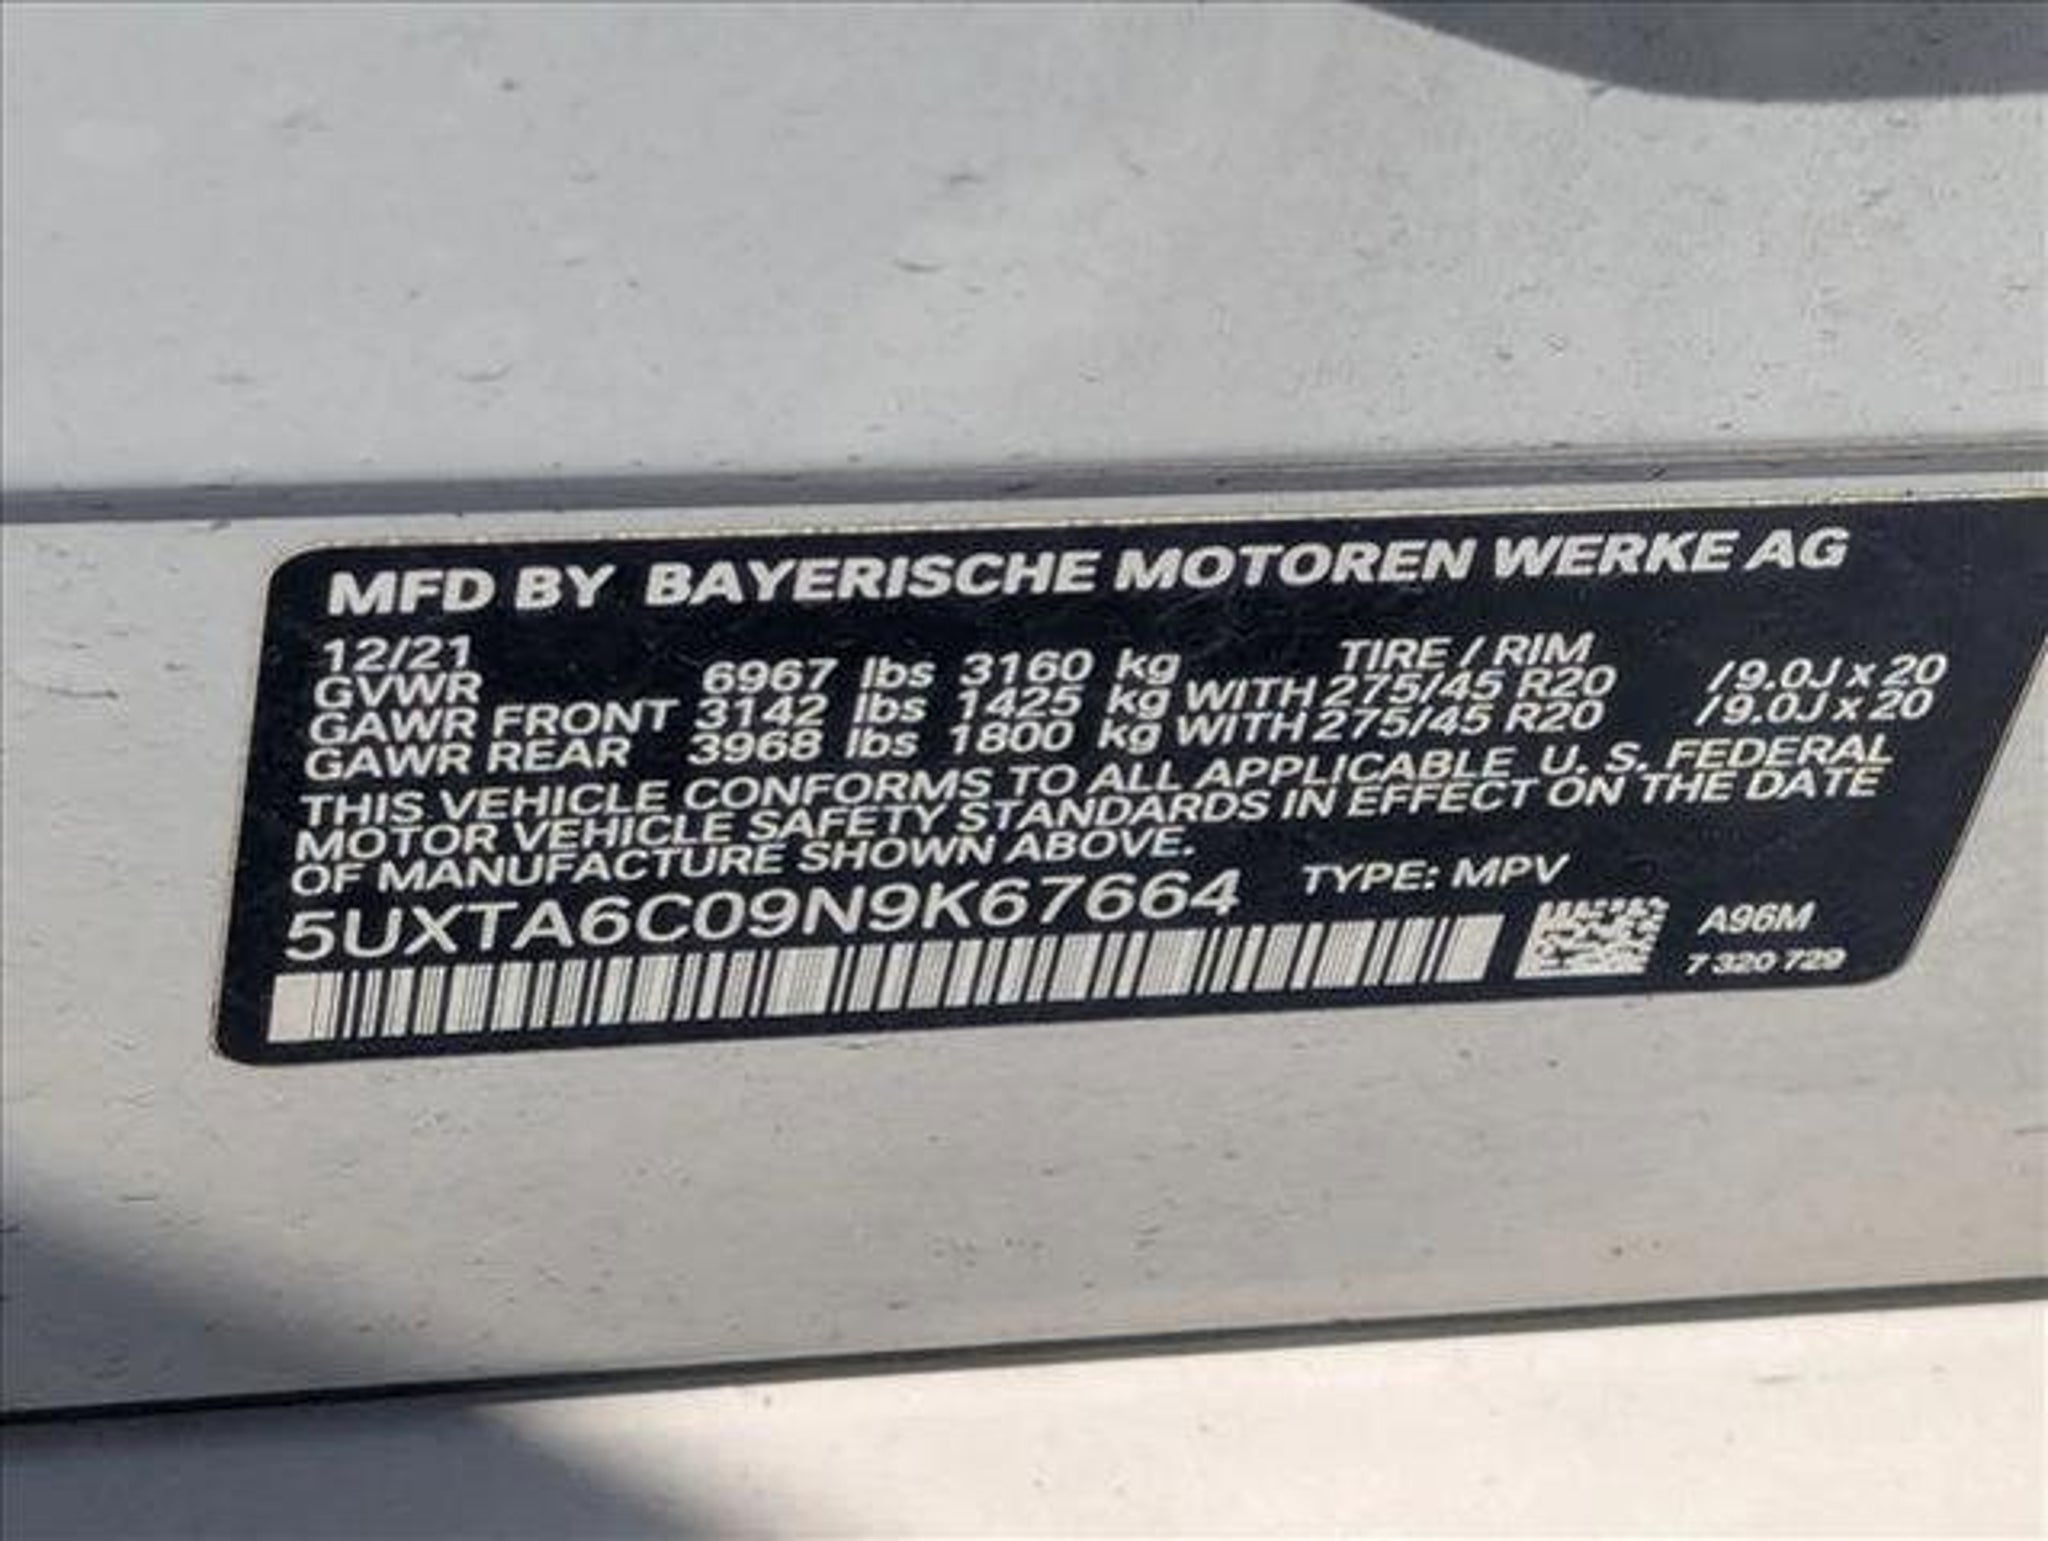 MFD BY BAYERISCHE MOTOREN WERKE AG
12/21 TIRE / RIM
GVWR 6967 lbs 3160 kg
GAWR FRONT 3142 lbs 1425 kg WITH 275/45 R20 /9.0J x 20
GAWR REAR 3968 lbs 1800 kg WITH 275/45 R20 /9.0J x 20
THIS VEHICLE CONFORMS TO ALL APPLICABLE U. S. FEDERAL
MOTOR VEHICLE SAFETY STANDARDS IN EFFECT ON THE DATE
OF MANUFACTURE SHOWN ABOVE.
5UXTA6C09N9K67664 TYPE: MPV
A96M
7 320 729